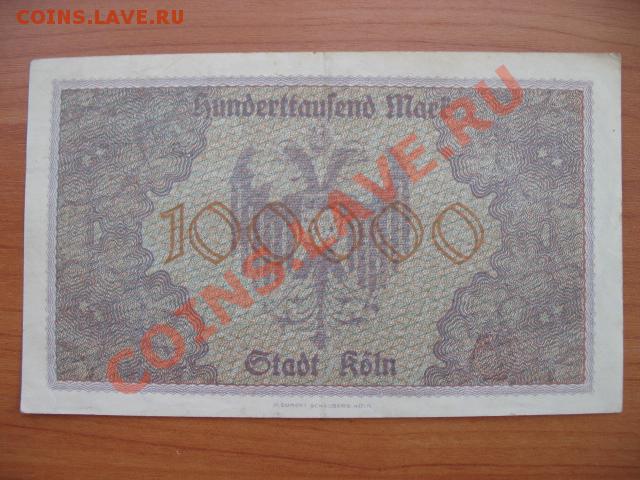 COINS.LAVE.RU
Hunderttausend Mark
100000
COINS.LAVE.RU
Stadt Köln